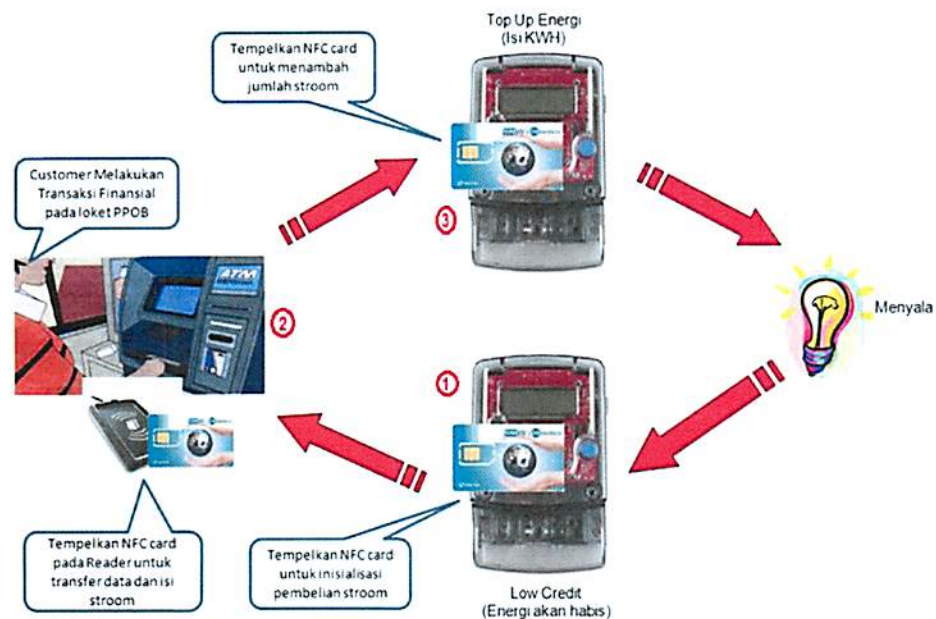 Top Up Energi
(Isi KWH)
Tempelkan NFC card
untuk menambah
jumlah stroom
Customer Melakukan
Transaksi Finansial
pada loket PPOB
3
ATM
2
Menyala
1
Tempelkan NFC card
pada Reader untuk
transfer data dan isi
stroom
Tempelkan NFC card
untuk inisialisasi
pembelian stroom
Low Credit
(Energi akan habis)